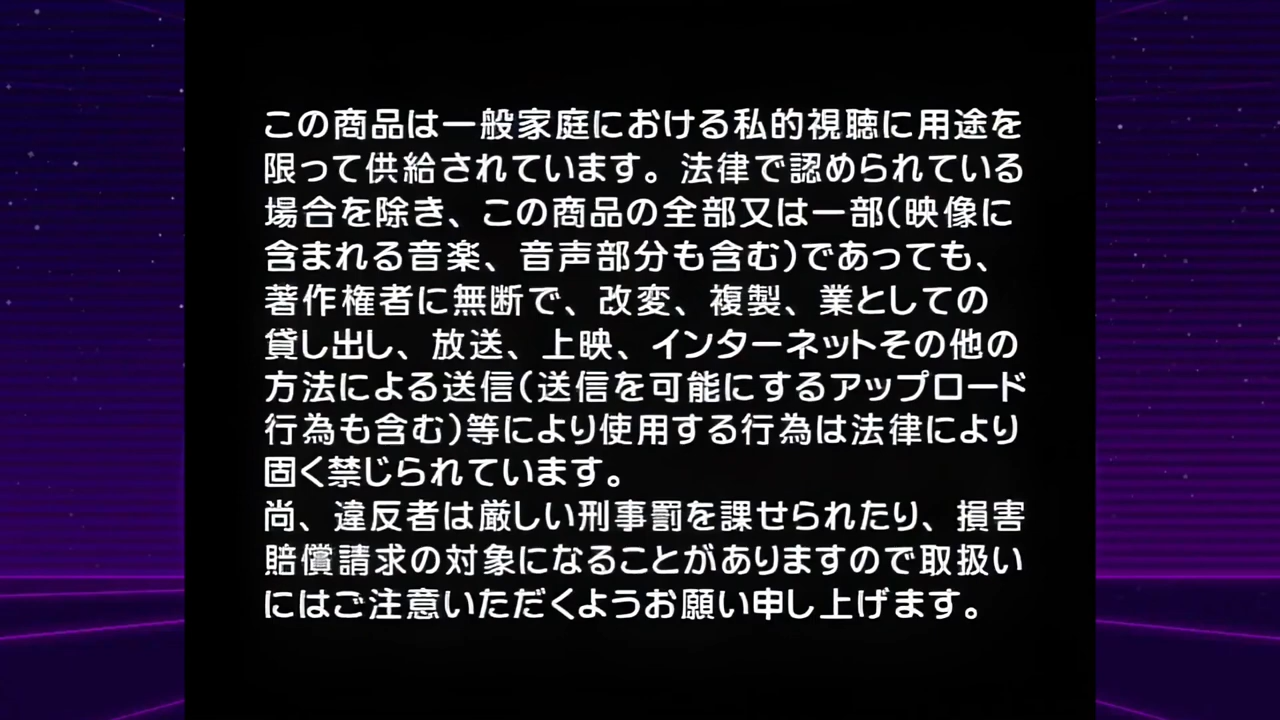 この商品は一般家庭における私的視聴に用途を
限って供給されています。法律で認められている
場合を除き、この商品の全部又は一部(映像に
含まれる音楽、音声部分も含む)であっても、
著作権者に無断で、改変、複製、業としての
貸し出し、放送、上映、インターネットその他の
方法による送信(送信を可能にするアップロード
行為も含む)等により使用する行為は法律により
固く禁じられています。
尚、違反者は厳しい刑事罰を課せられたり、損害
賠償請求の対象になることがありますので取扱い
にはご注意いただくようお願い申し上げます。